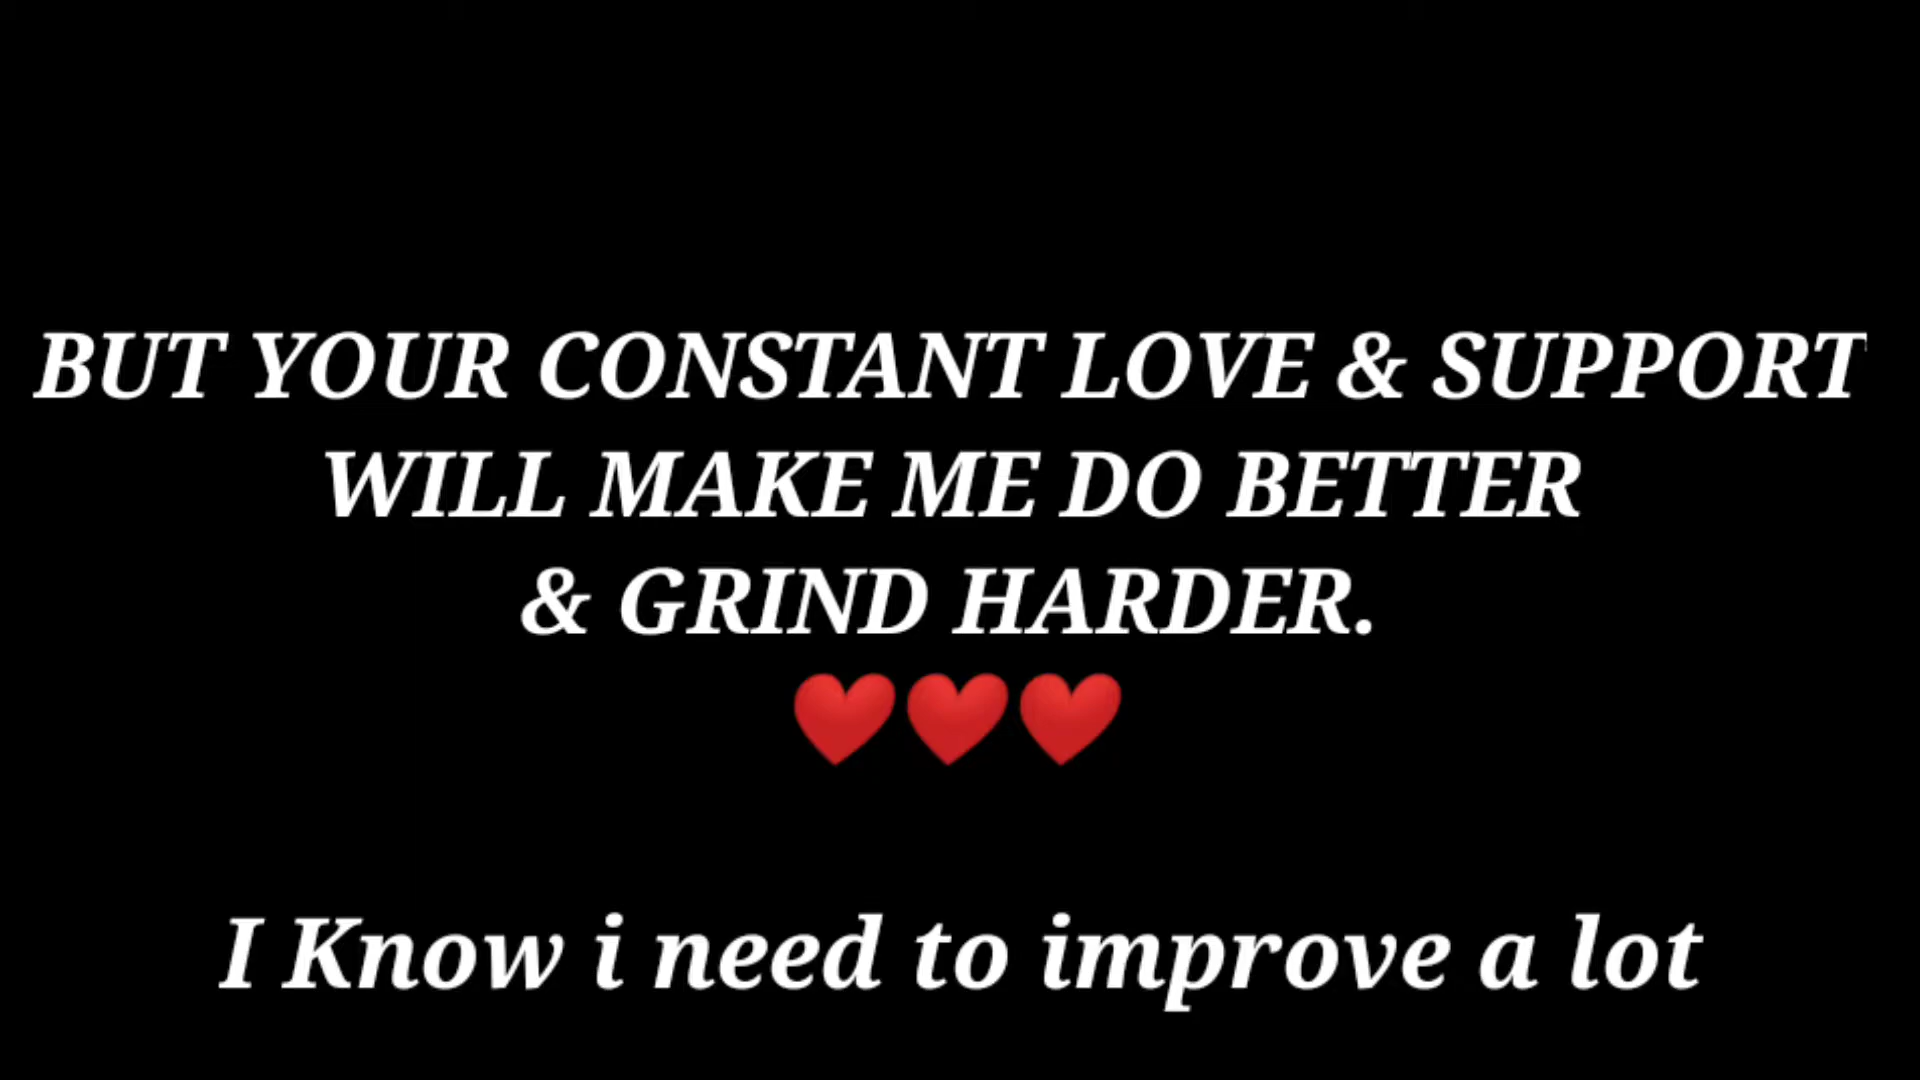 BUT YOUR CONSTANT LOVE & SUPPORT
WILL MAKE ME DO BETTER
& GRIND HARDER.
❤️❤️❤️
I Know i need to improve a lot